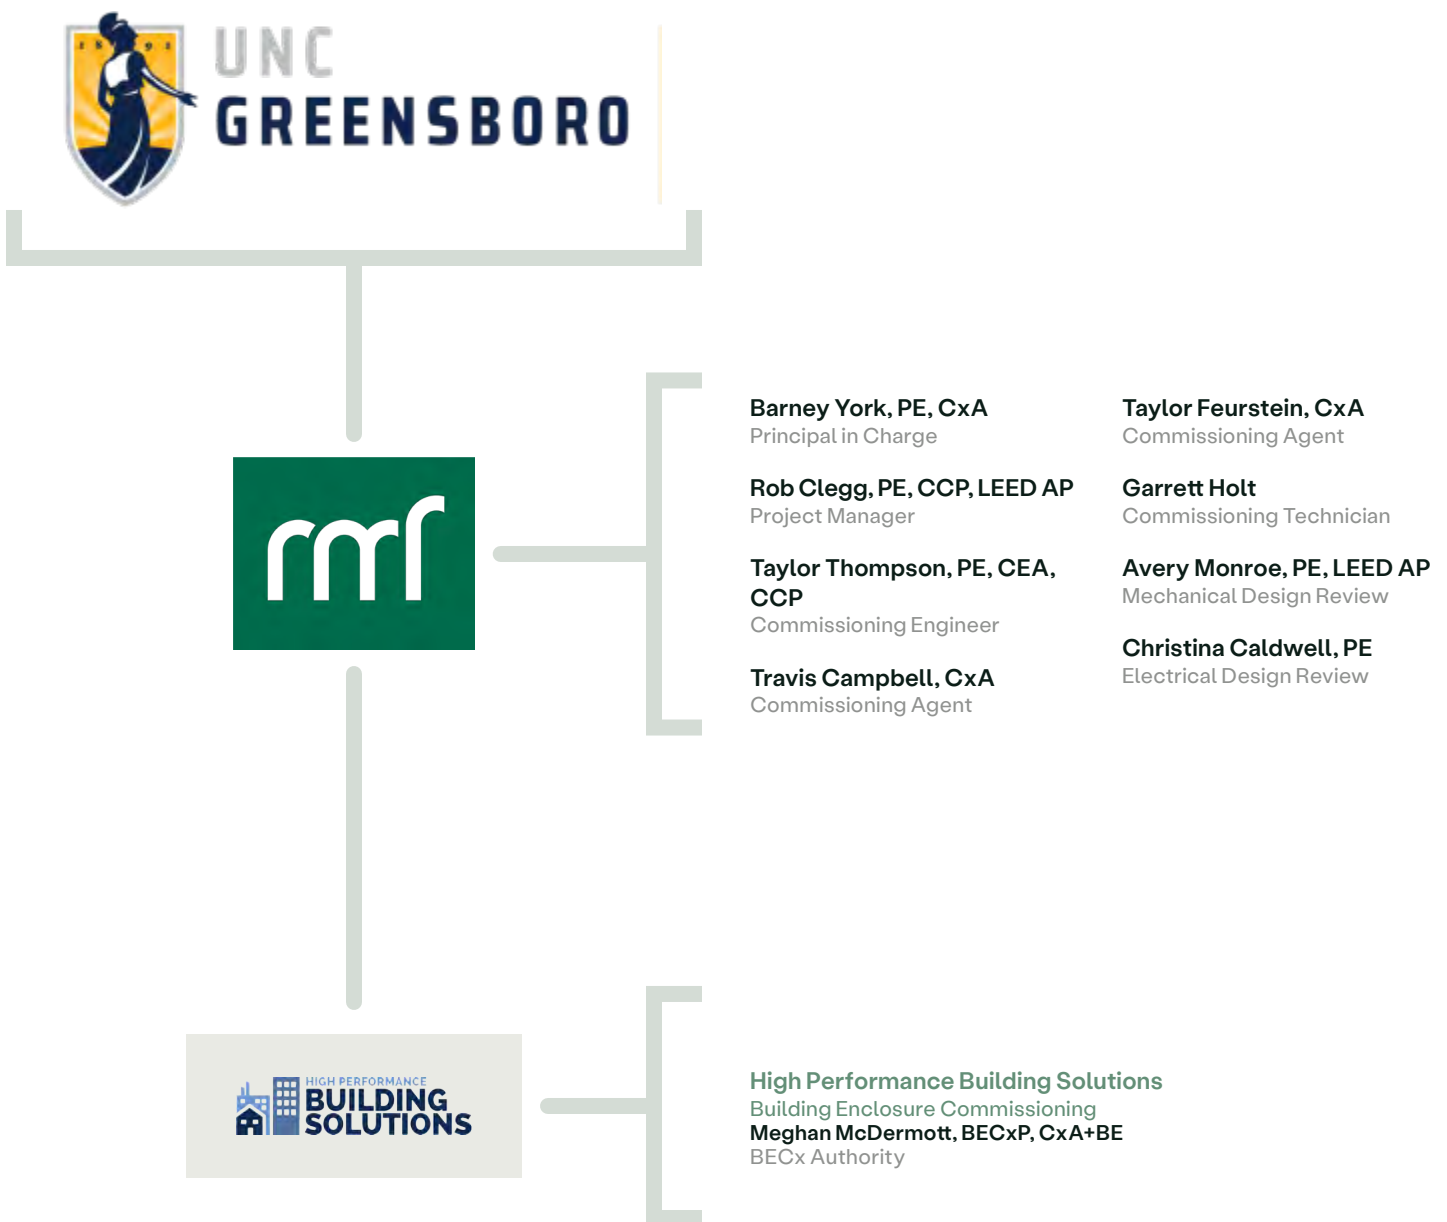 1891
UNC
GREENSBORO
rmf
Barney York, PE, CxA
Principal in Charge
Rob Clegg, PE, CCP, LEED AP
Project Manager
Taylor Thompson, PE, CEA,
CCP
Commissioning Engineer
Travis Campbell, CxA
Commissioning Agent
Taylor Feurstein, CxA
Commissioning Agent
Garrett Holt
Commissioning Technician
Avery Monroe, PE, LEED AP
Mechanical Design Review
Christina Caldwell, PE
Electrical Design Review
HIGH PERFORMANCE
BUILDING
SOLUTIONS
High Performance Building Solutions
Building Enclosure Commissioning
Meghan McDermott, BECxP, CxA+BE
BECx Authority